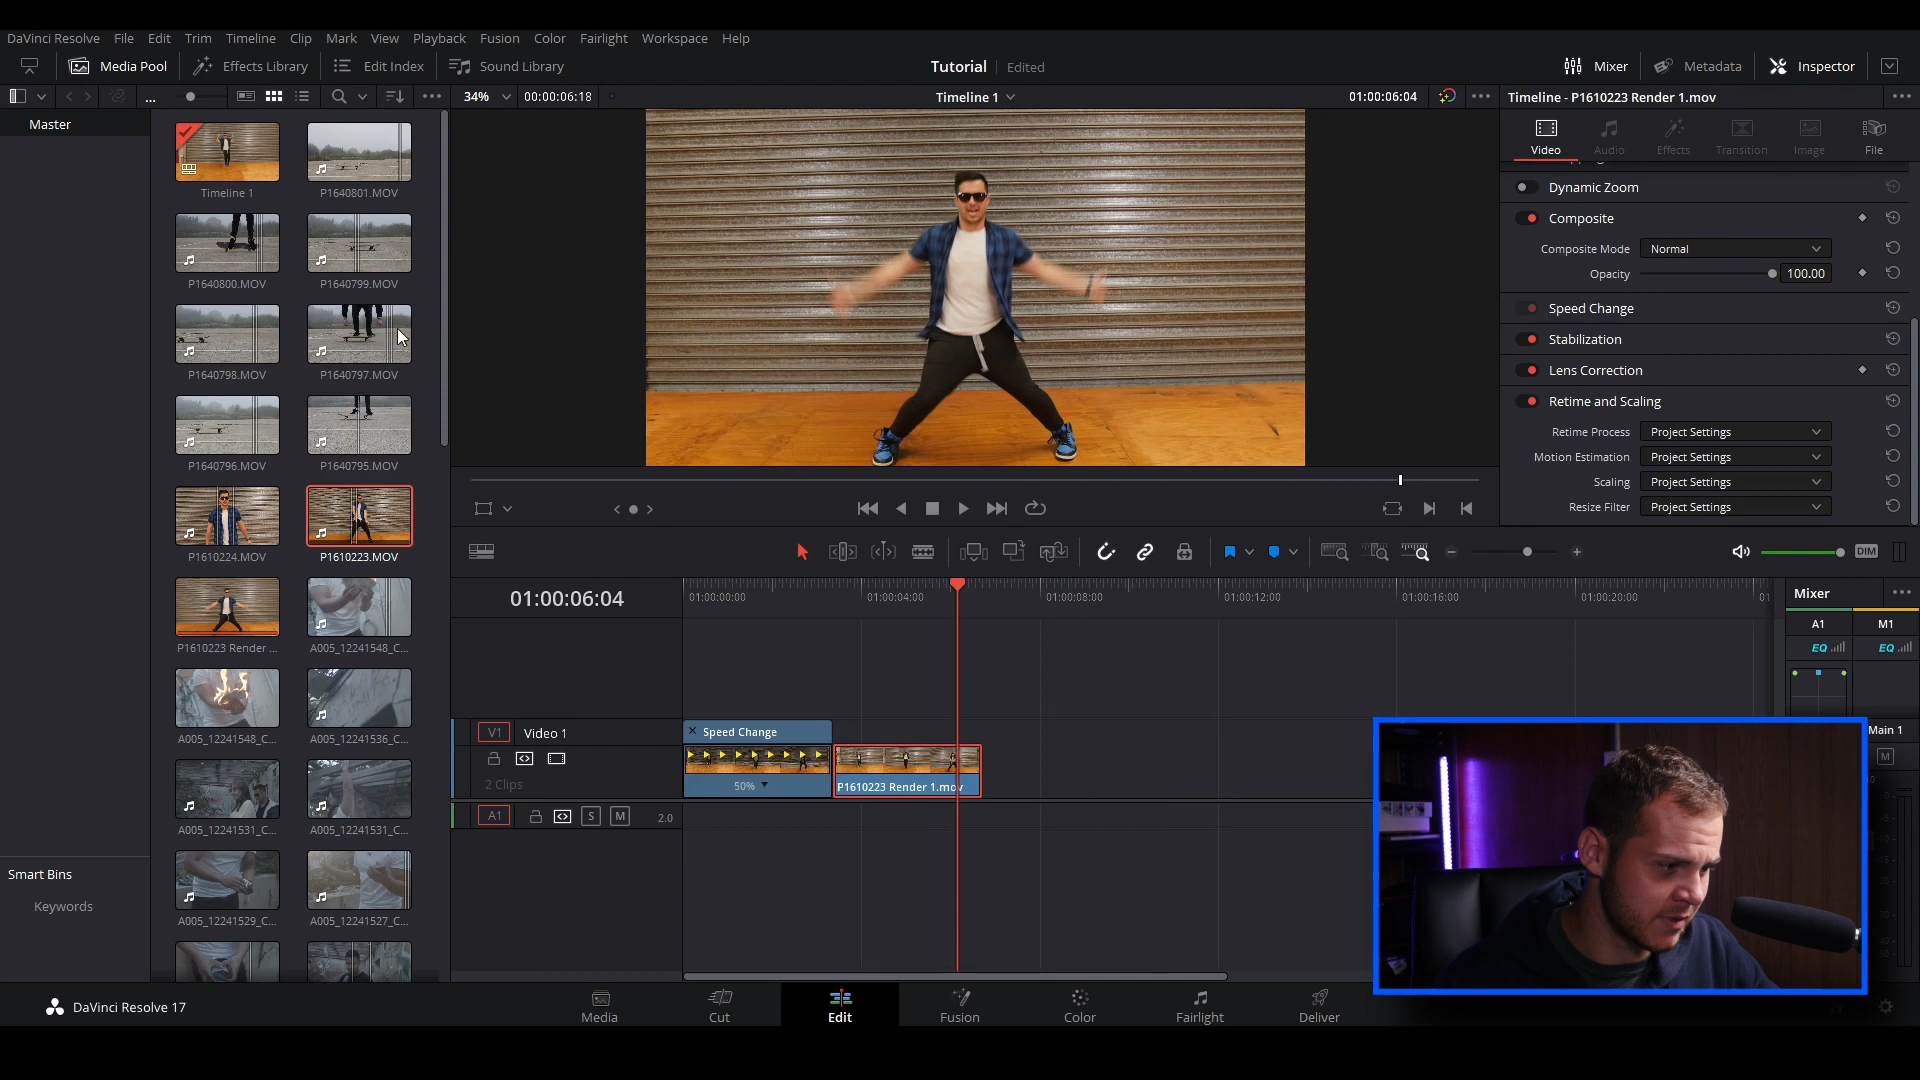 DaVinci Resolve File Edit Trim Timeline Clip Mark View Playback Fusion Color Fairlight Workspace Help
Media Pool Effects Library Edit Index Sound Library Tutorial Edited Mixer Metadata Inspector
... 34% 00:00:06:18 Timeline 1 01:00:06:04 Timeline - P1610223 Render 1.mov
Master
Video Audio Effects Transition Image File
Timeline 1 P1640801.MOV
Dynamic Zoom
Composite
Composite Mode Normal
Opacity 100.00
P1640800.MOV P1640799.MOV
Speed Change
Stabilization
Lens Correction
P1640798.MOV P1640797.MOV
Retime and Scaling
Retime Process Project Settings
Motion Estimation Project Settings
P1640796.MOV P1640795.MOV
Scaling Project Settings
Resize Filter Project Settings
P1610224.MOV P1610223.MOV
DIM
01:00:06:04 01:00:00:00 01:00:04:00 01:00:08:00 01:00:12:00 01:00:16:00 01:00:20:00 01
Mixer
A1 M1
EQ EQ
P1610223 Render ... A005_12241548_C...
A005_12241548_C... A005_12241536_C...
V1 Video 1 Speed Change
Main 1
M
2 Clips 50% P1610223 Render 1.mov
A1 S M 2.0
A005_12241531_C... A005_12241531_C...
Smart Bins
Keywords
A005_12241529_C... A005_12241527_C...
DaVinci Resolve 17
Media Cut Edit Fusion Color Fairlight Deliver